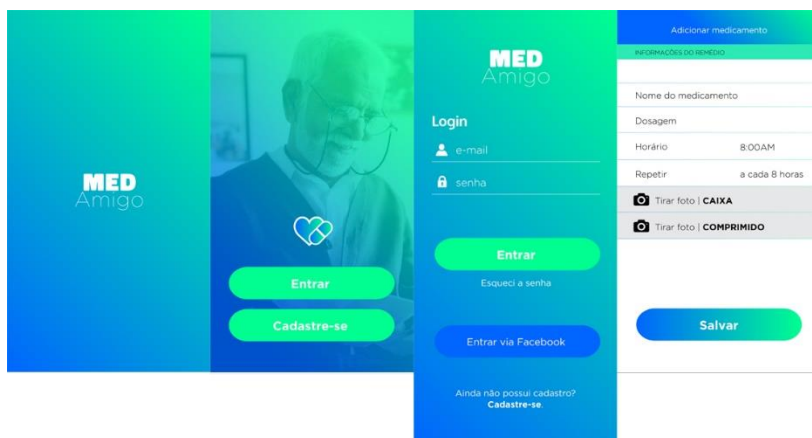 MED
Amigo
Entrar
Cadastre-se
MED
Amigo
Login
e-mail
senha
Entrar
Esqueci a senha
Entrar via Facebook
Ainda não possui cadastro?
Cadastre-se.
Adicionar medicamento
INFORMAÇÕES DO REMÉDIO
Nome do medicamento
Dosagem
Horário 8:00AM
Repetir a cada 8 horas
Tirar foto | CAIXA
Tirar foto | COMPRIMIDO
Salvar